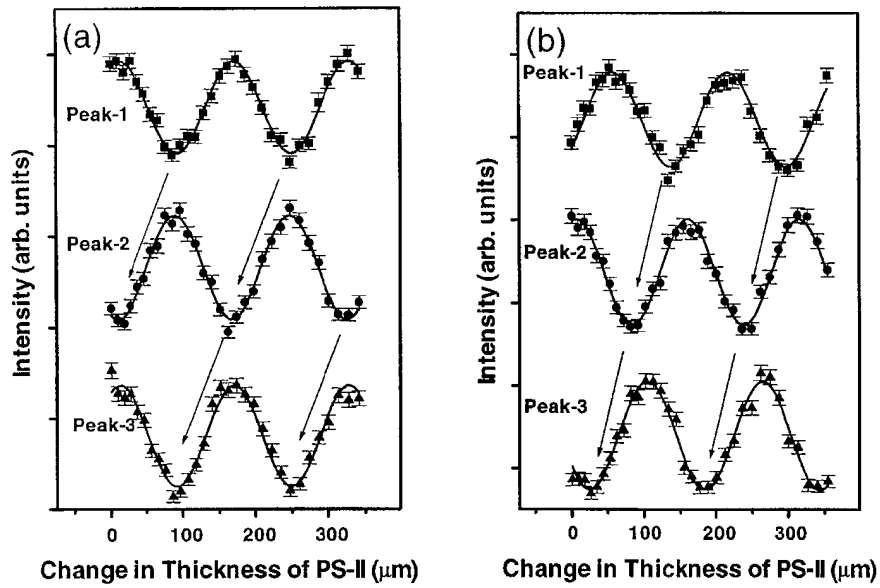 (a)
Peak-1
Peak-2
Peak-3
Intensity (arb. units)
0 100 200 300
Change in Thickness of PS-II (μm)
(b)
Peak-1
Peak-2
Peak-3
Intensity (arb. units)
0 100 200 300
Change in Thickness of PS-II (μm)